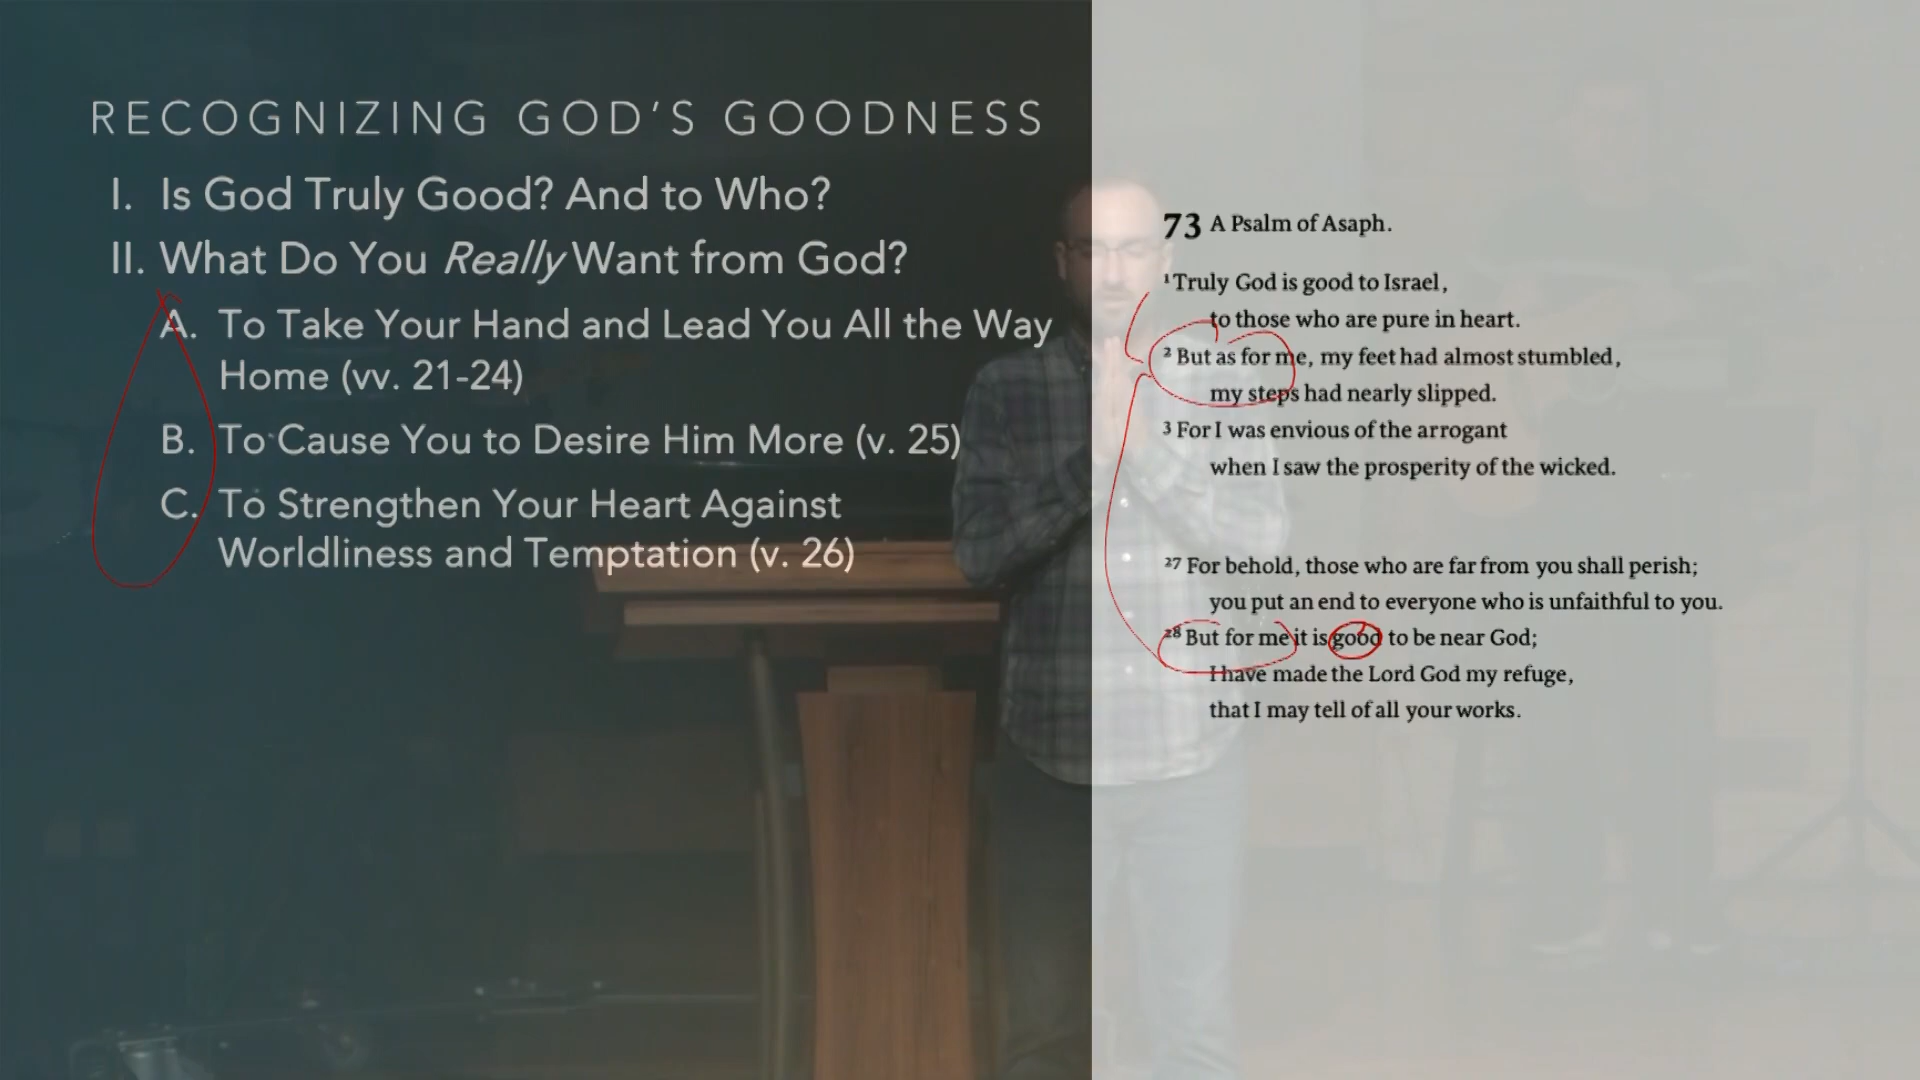 RECOGNIZING GOD'S GOODNESS
I. Is God Truly Good? And to Who?
II. What Do You Really Want from God?
A. To Take Your Hand and Lead You All the Way
Home (vv. 21-24)
B. To Cause You to Desire Him More (v. 25)
C. To Strengthen Your Heart Against
Worldliness and Temptation (v. 26)
73 A Psalm of Asaph.
1 Truly God is good to Israel,
to those who are pure in heart.
2 But as for me, my feet had almost stumbled,
my steps had nearly slipped.
3 For I was envious of the arrogant
when I saw the prosperity of the wicked.
27 For behold, those who are far from you shall perish;
you put an end to everyone who is unfaithful to you.
28 But for me it is good to be near God;
I have made the Lord God my refuge,
that I may tell of all your works.